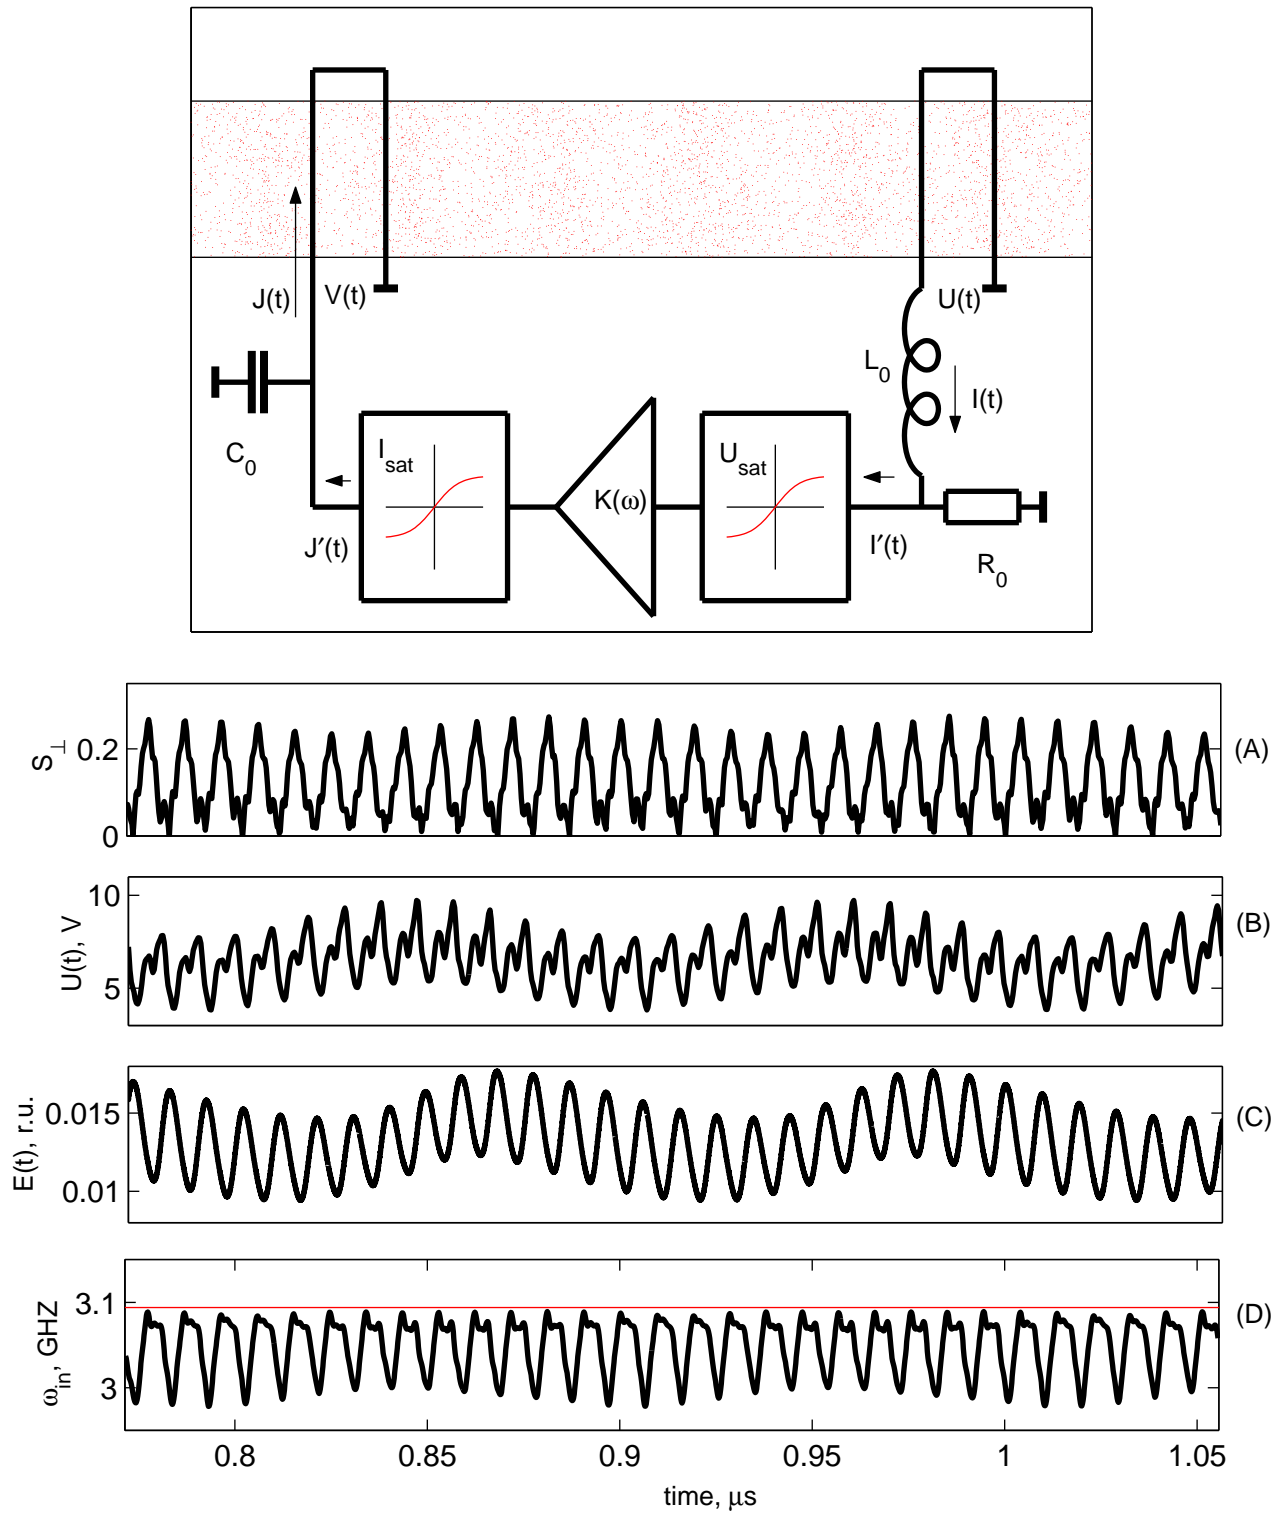 J(t) V(t) U(t)
L0 I(t)
C0 Isat K(ω) Usat
J′(t) I′(t) R0
S⊥ 0.2 0 (A)
U(t), V 10 5 (B)
E(t), r.u. 0.015 0.01 (C)
ωin, GHZ 3.1 3 (D)
0.8 0.85 0.9 0.95 1 1.05
time, μs